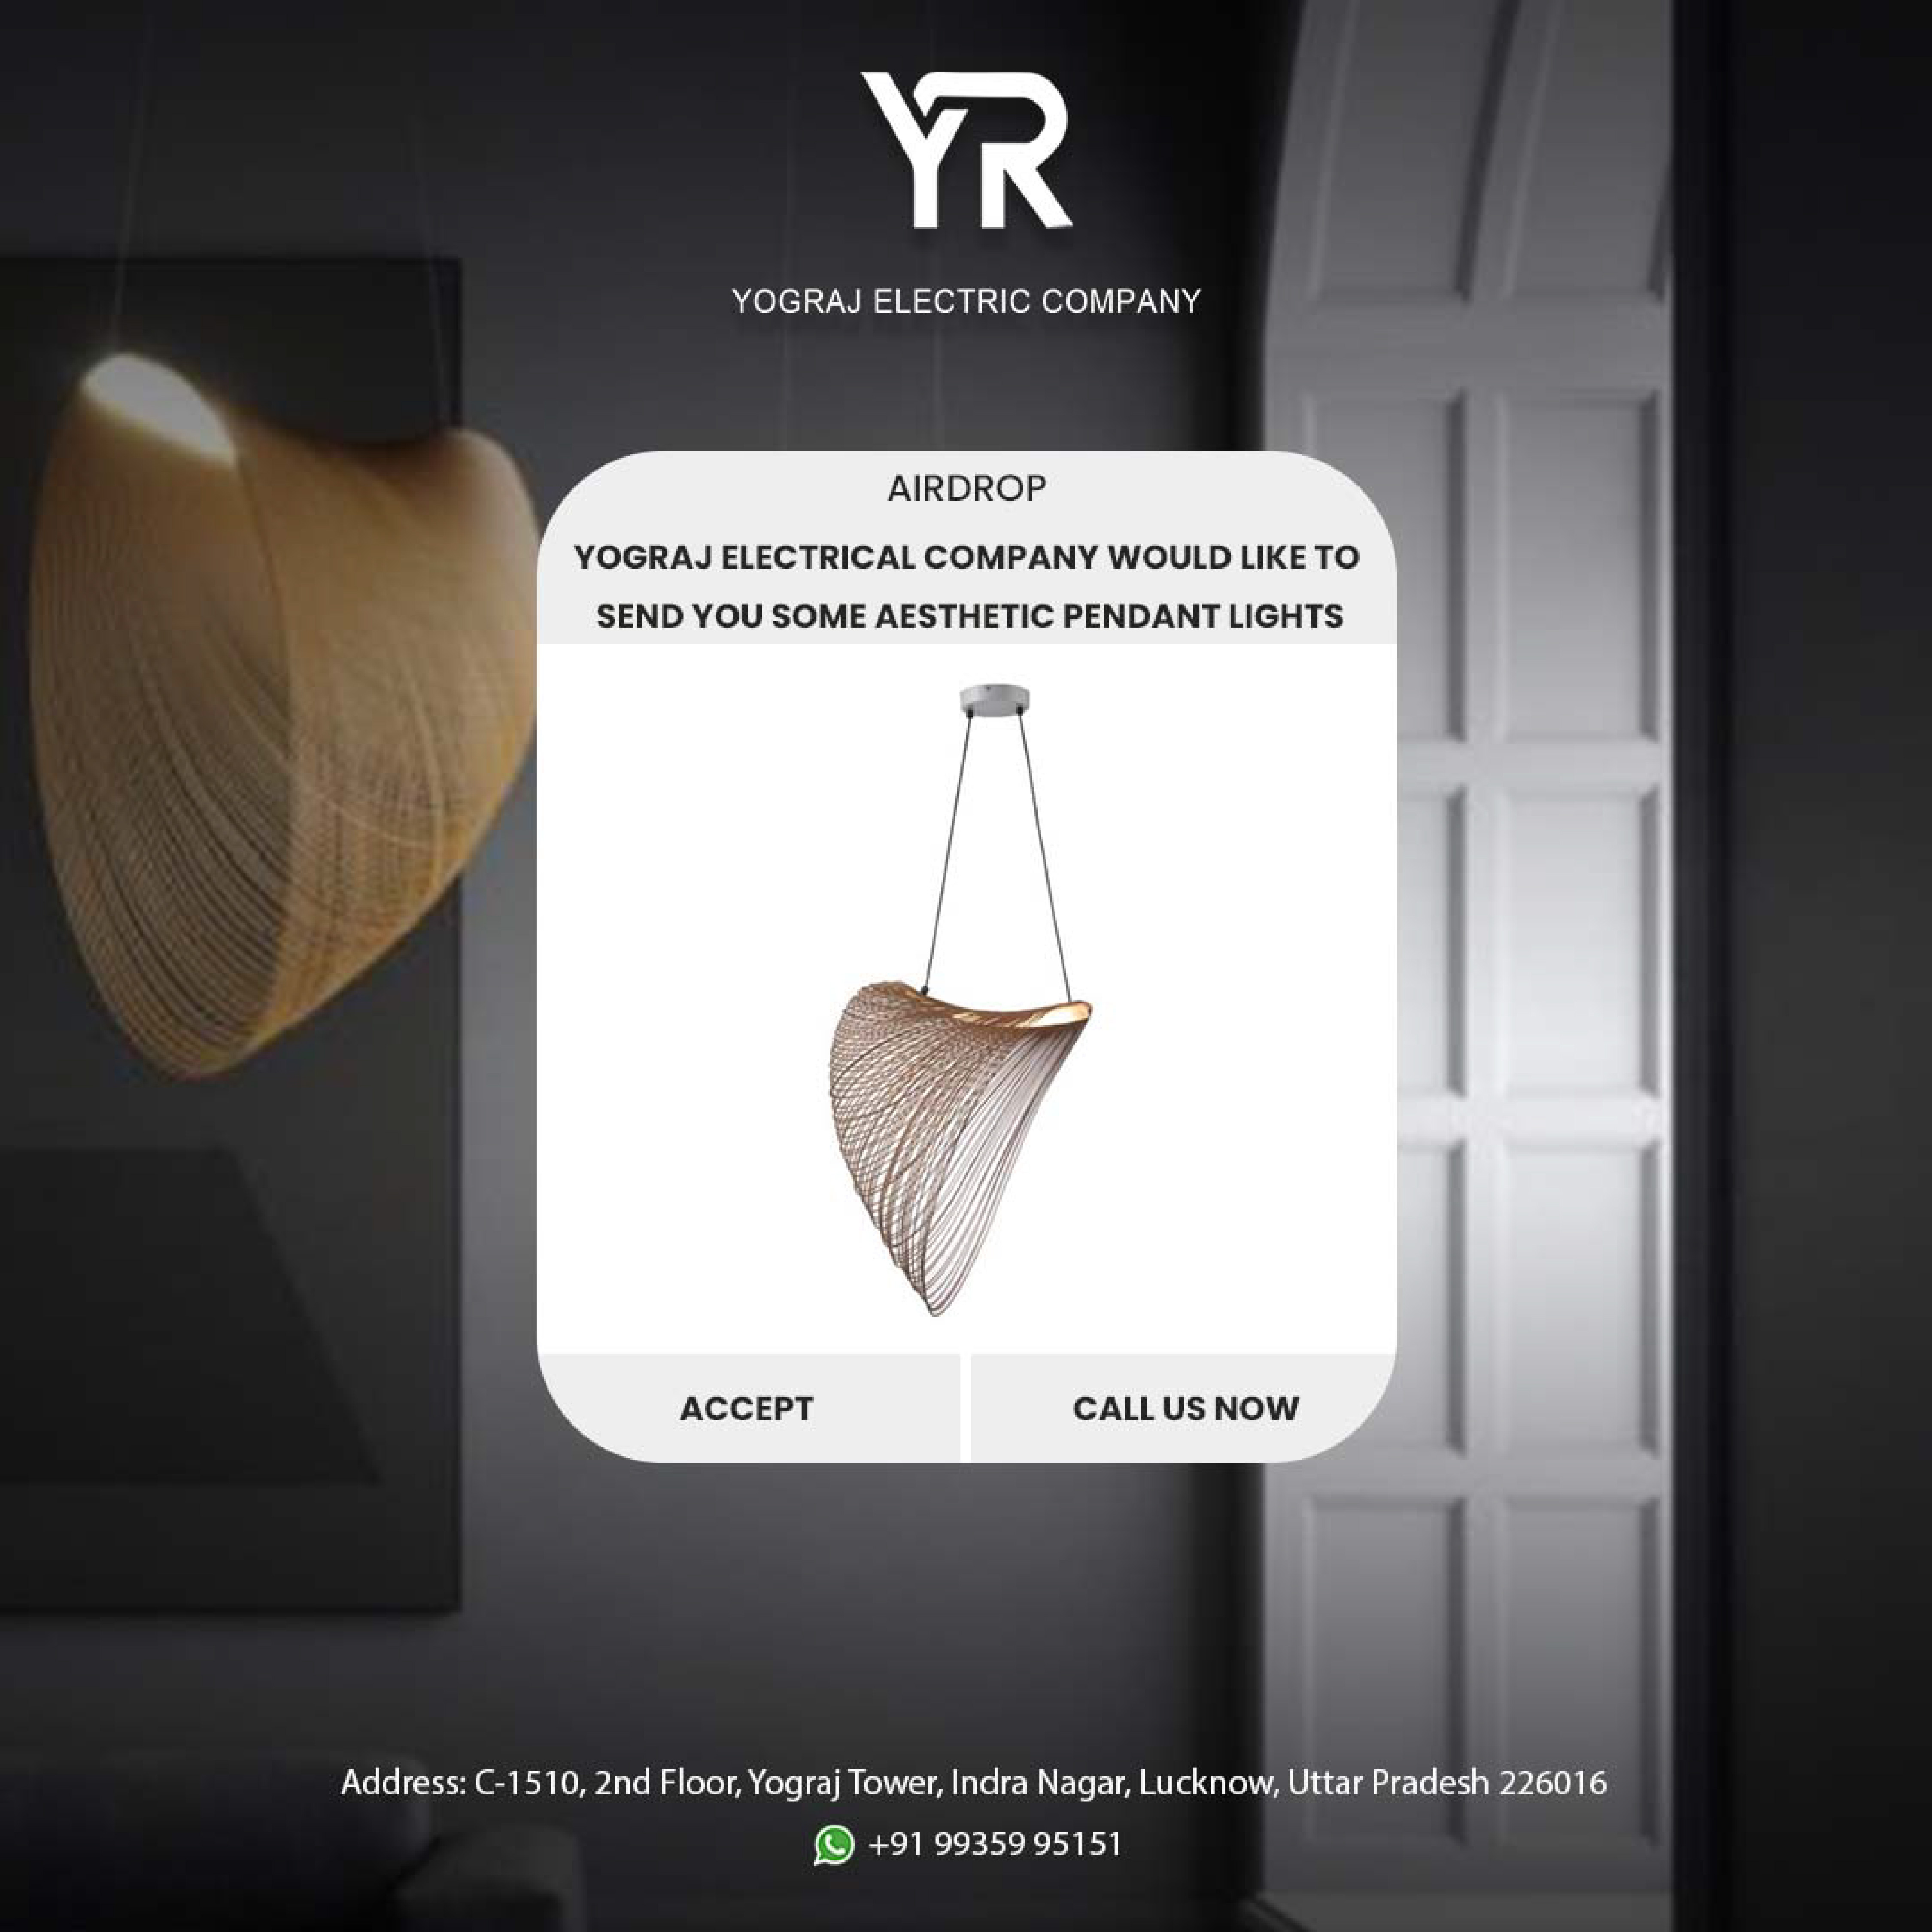 YR
YOGRAJ ELECTRIC COMPANY
AIRDROP
YOGRAJ ELECTRICAL COMPANY WOULD LIKE TO
SEND YOU SOME AESTHETIC PENDANT LIGHTS
ACCEPT
CALL US NOW
Address: C-1510, 2nd Floor, Yograj Tower, Indra Nagar, Lucknow, Uttar Pradesh 226016
+91 99359 95151